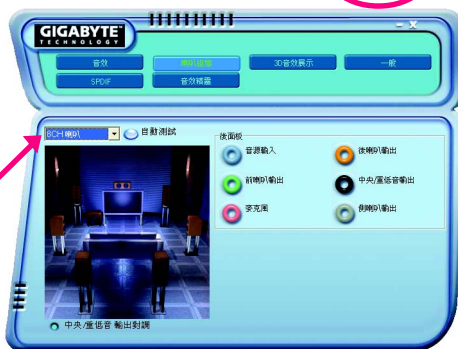 GIGABYTE™
TECHNOLOGY
- X
音效
喇叭組態
3D音效展示
一般
SPDIF
音效精靈
8CH 喇叭
自動測試
後面板
音源輸入
後喇叭輸出
前喇叭輸出
中央/重低音輸出
麥克風
側喇叭輸出
中央/重低音 輸出對調